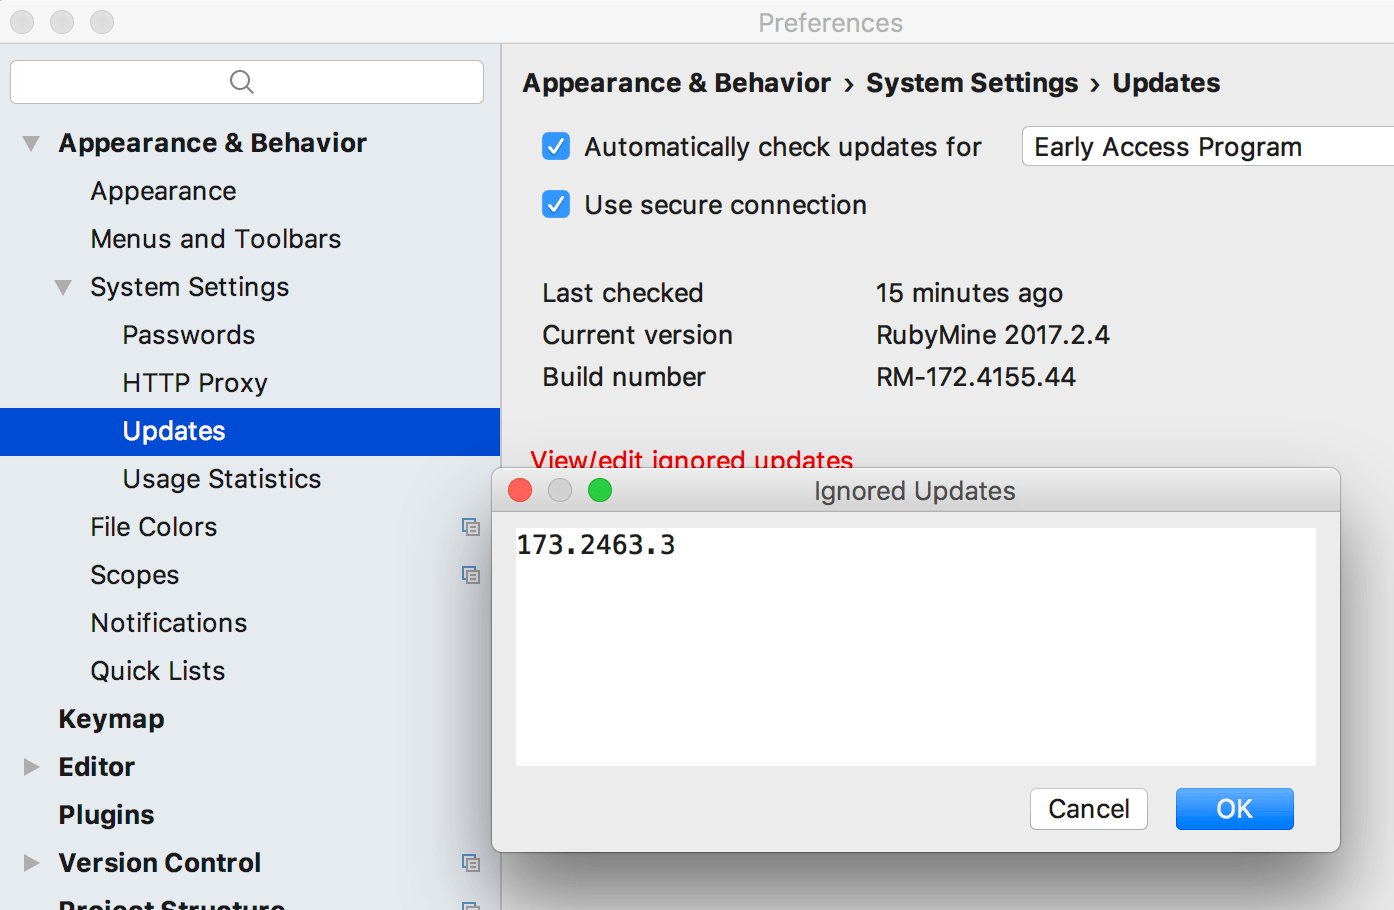 Preferences
Appearance & Behavior › System Settings › Updates
Appearance & Behavior
Appearance
Menus and Toolbars
System Settings
Passwords
HTTP Proxy
Updates
Usage Statistics
File Colors
Scopes
Notifications
Quick Lists
Keymap
Editor
Plugins
Version Control
Project Structure
Automatically check updates for Early Access Program
Use secure connection
Last checked 15 minutes ago
Current version RubyMine 2017.2.4
Build number RM-172.4155.44
View/edit ignored updates
Ignored Updates
173.2463.3
Cancel OK